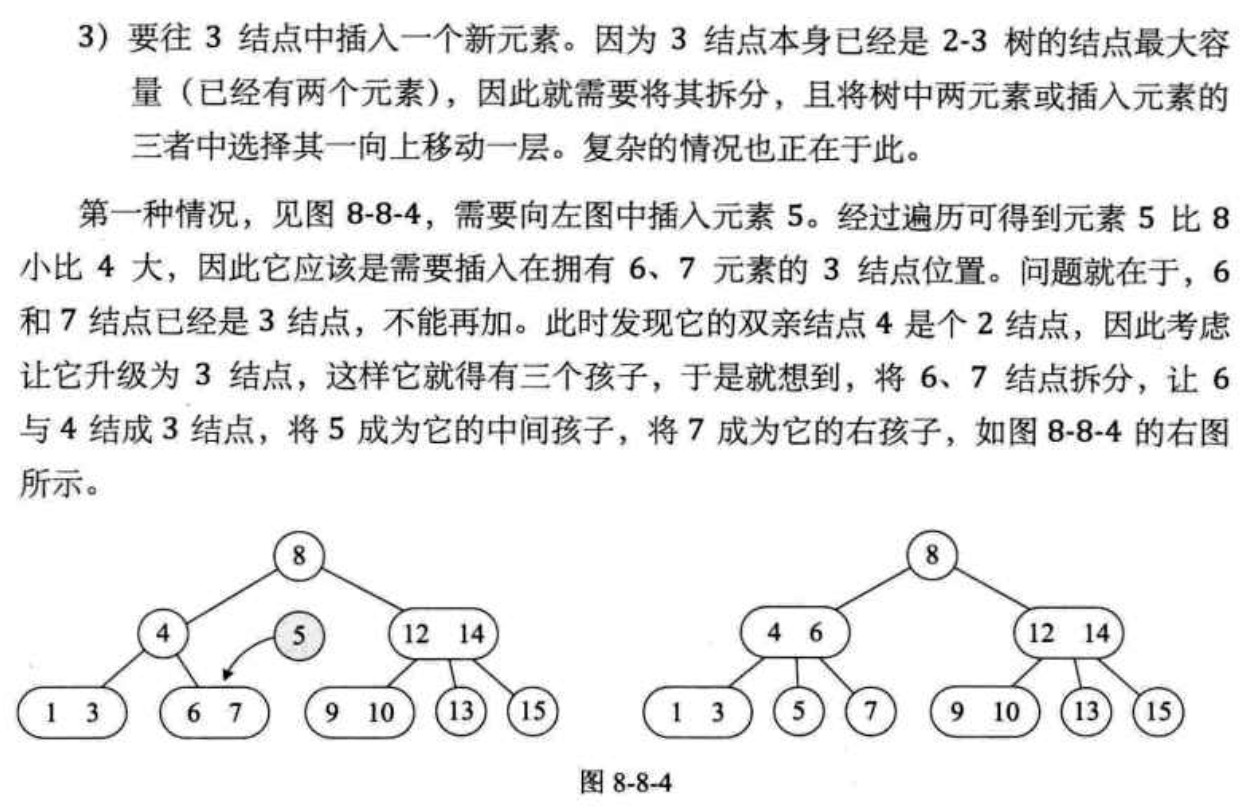 3）要往 3 结点中插入一个新元素。因为 3 结点本身已经是 2-3 树的结点最大容
量（已经有两个元素），因此就需要将其拆分，且将树中两元素或插入元素的
三者中选择其一向上移动一层。复杂的情况也正在于此。
第一种情况，见图 8-8-4，需要向左图中插入元素 5。经过遍历可得到元素 5 比 8
小比 4 大，因此它应该是需要插入在拥有 6、7 元素的 3 结点位置。问题就在于，6
和 7 结点已经是 3 结点，不能再加。此时发现它的双亲结点 4 是个 2 结点，因此考虑
让它升级为 3 结点，这样它就得有三个孩子，于是就想到，将 6、7 结点拆分，让 6
与 4 结成 3 结点，将 5 成为它的中间孩子，将 7 成为它的右孩子，如图 8-8-4 的右图
所示。
8
4 5 12 14
1 3 6 7 9 10 13 15
8
4 6 12 14
1 3 5 7 9 10 13 15
图 8-8-4